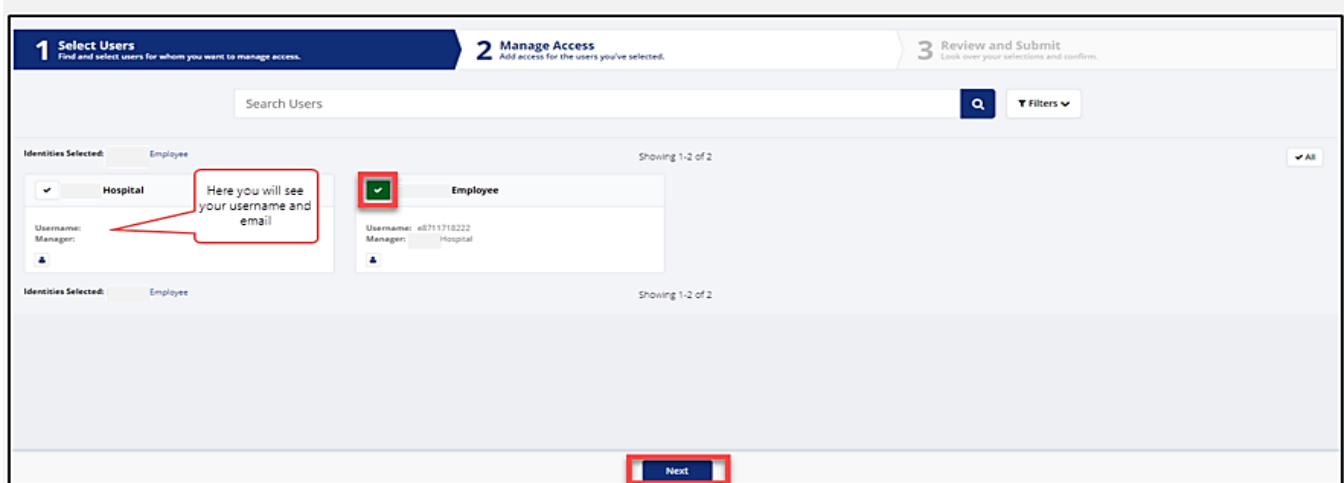 1 Select Users
Find and select users for whom you want to manage access.
2 Manage Access
Add access for the users you've selected.
3 Review and Submit
Look over your selections and confirm.
Search Users
Filters
Identities Selected: Employee
Showing 1-2 of 2
All
Hospital
Here you will see
your username and
email
Username:
Manager:
Employee
Username: e8711718222
Manager: Hospital
Identities Selected: Employee
Showing 1-2 of 2
Next